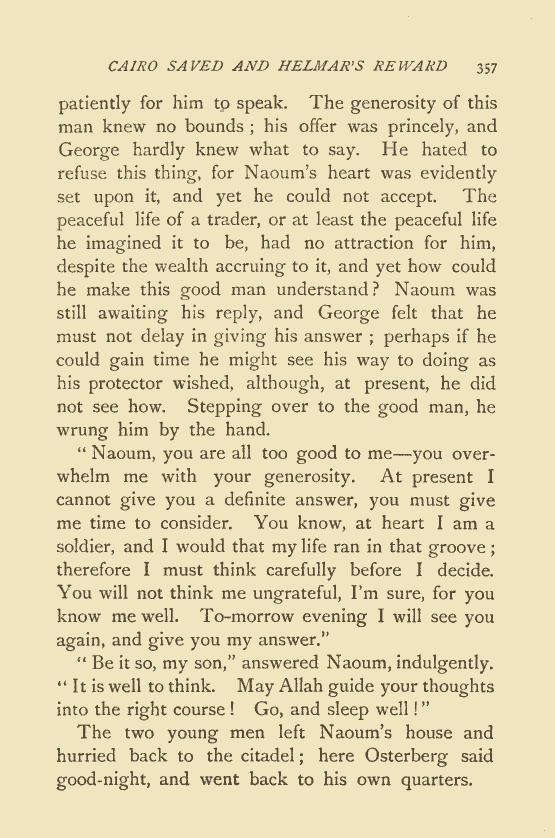 CAIRO SAVED AND HELMAR'S REWARD 357
patiently for him to speak. The generosity of this
man knew no bounds ; his offer was princely, and
George hardly knew what to say. He hated to
refuse this thing, for Naoum's heart was evidently
set upon it, and yet he could not accept. The
peaceful life of a trader, or at least the peaceful life
he imagined it to be, had no attraction for him,
despite the wealth accruing to it, and yet how could
he make this good man understand? Naoum was
still awaiting his reply, and George felt that he
must not delay in giving his answer ; perhaps if he
could gain time he might see his way to doing as
his protector wished, although, at present, he did
not see how. Stepping over to the good man, he
wrung him by the hand.
“ Naoum, you are all too good to me—you over-
whelm me with your generosity. At present I
cannot give you a definite answer, you must give
me time to consider. You know, at heart I am a
soldier, and I would that my life ran in that groove ;
therefore I must think carefully before I decide.
You will not think me ungrateful, I'm sure, for you
know me well. To-morrow evening I will see you
again, and give you my answer.”
“ Be it so, my son,” answered Naoum, indulgently.
“ It is well to think. May Allah guide your thoughts
into the right course ! Go, and sleep well ! ”
The two young men left Naoum's house and
hurried back to the citadel ; here Osterberg said
good-night, and went back to his own quarters.